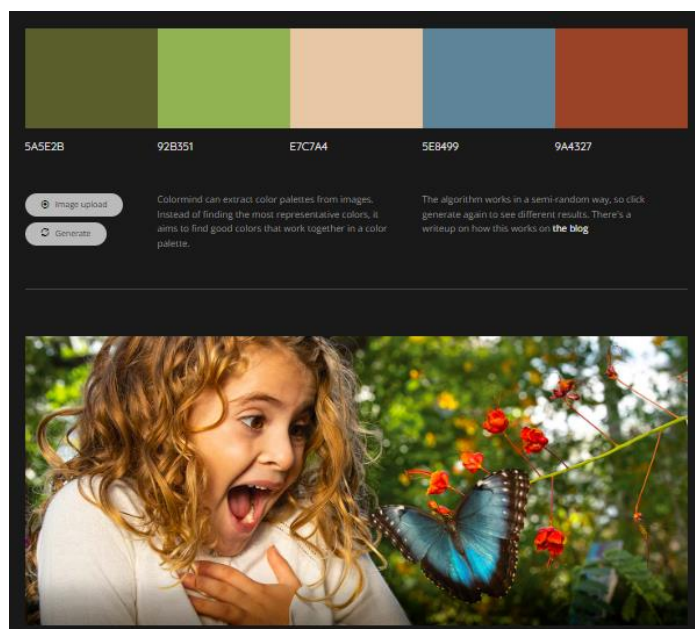 5A5E2B
92B351
E7C7A4
5E8499
9A4327
Image upload
Generate
Colormind can extract color palettes from images.
Instead of finding the most representative colors, it
aims to find good colors that work together in a color
palette.
The algorithm works in a semi-random way, so click
generate again to see different results. There's a
writeup on how this works on the blog